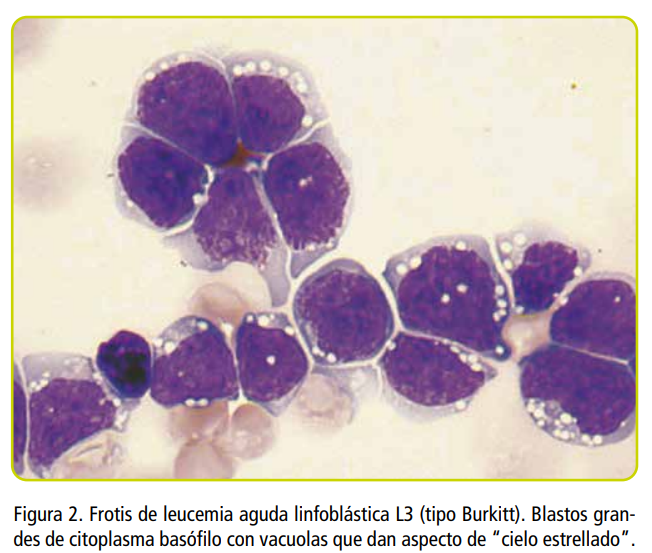 Figura 2. Frotis de leucemia aguda linfoblástica L3 (tipo Burkitt). Blastos gran-
des de citoplasma basófilo con vacuolas que dan aspecto de “cielo estrellado”.